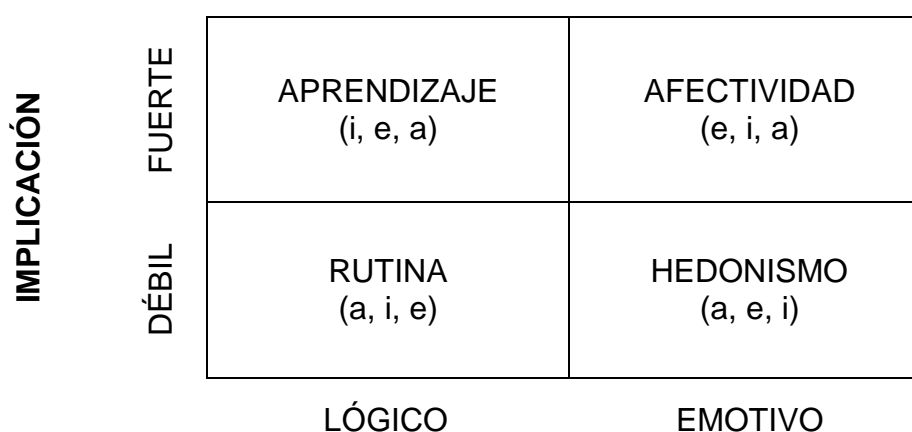 IMPLICACIÓN
FUERTE
APRENDIZAJE
(i, e, a)
AFECTIVIDAD
(e, i, a)
DÉBIL
RUTINA
(a, i, e)
HEDONISMO
(a, e, i)
LÓGICO
EMOTIVO